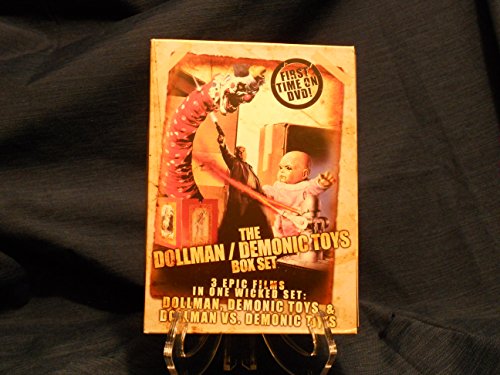 FIRST
TIME ON
DVD!
THE
DOLLMAN / DEMONIC TOYS
BOX SET
3 EPIC FILMS
IN ONE WICKED SET:
DOLLMAN, DEMONIC TOYS &
DOLLMAN VS. DEMONIC TOYS